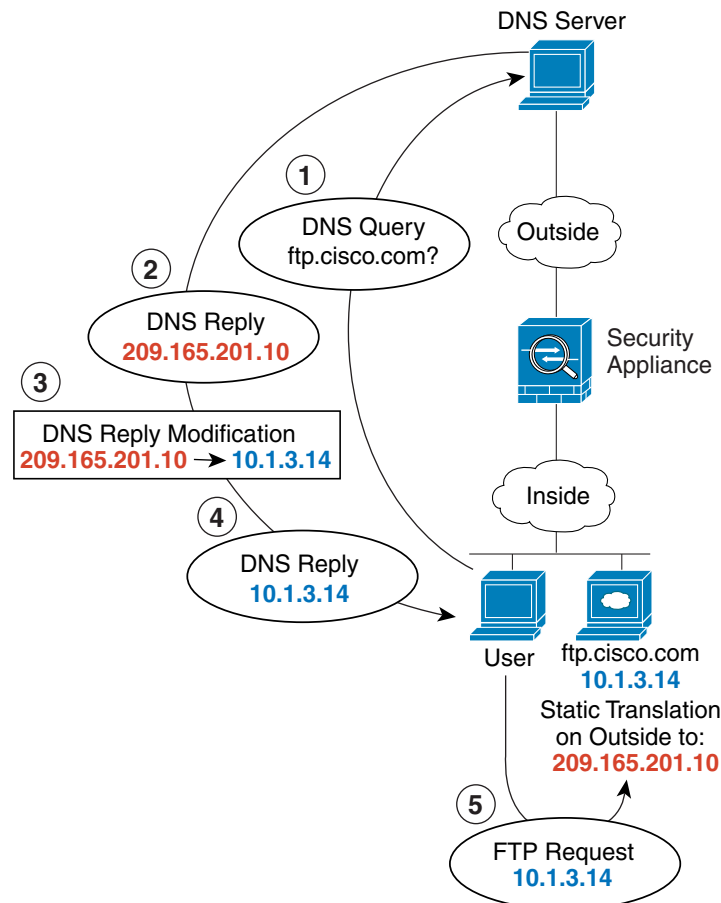 DNS Server
1
DNS Query
ftp.cisco.com?
Outside
2
DNS Reply
209.165.201.10
Security
Appliance
3
DNS Reply Modification
209.165.201.10 10.1.3.14
Inside
4
DNS Reply
10.1.3.14
User
ftp.cisco.com
10.1.3.14
Static Translation
on Outside to:
209.165.201.10
5
FTP Request
10.1.3.14